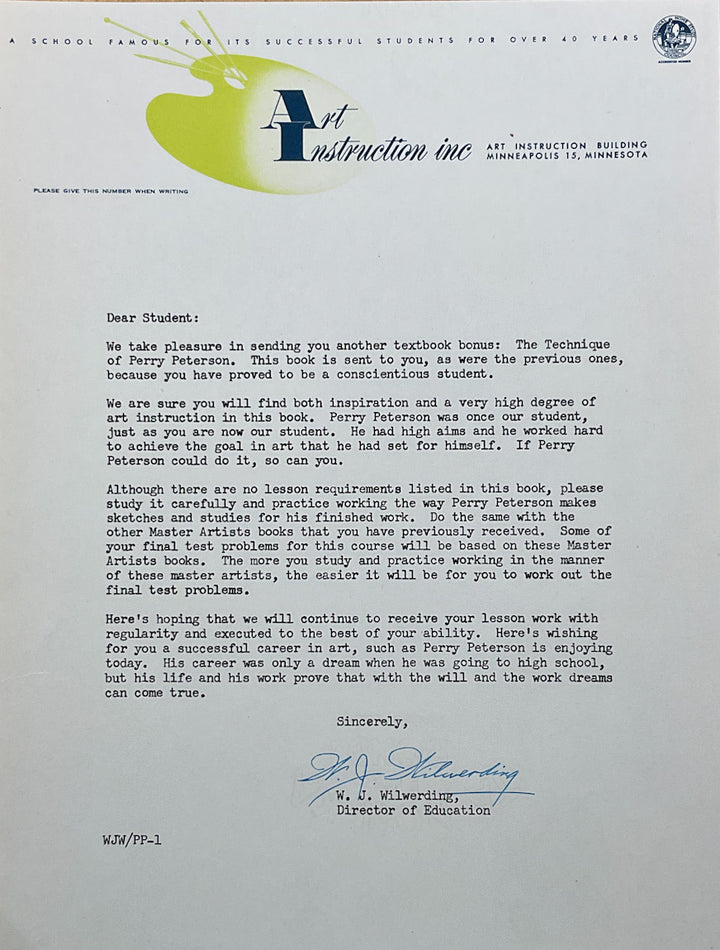 A SCHOOL FAMOUS FOR ITS SUCCESSFUL STUDENTS FOR OVER 40 YEARS
Art
Instruction inc
ART INSTRUCTION BUILDING
MINNEAPOLIS 15, MINNESOTA
PLEASE GIVE THIS NUMBER WHEN WRITING
Dear Student:
We take pleasure in sending you another textbook bonus: The Technique
of Perry Peterson. This book is sent to you, as were the previous ones,
because you have proved to be a conscientious student.
We are sure you will find both inspiration and a very high degree of
art instruction in this book. Perry Peterson was once our student,
just as you are now our student. He had high aims and he worked hard
to achieve the goal in art that he had set for himself. If Perry
Peterson could do it, so can you.
Although there are no lesson requirements listed in this book, please
study it carefully and practice working the way Perry Peterson makes
sketches and studies for his finished work. Do the same with the
other Master Artists books that you have previously received. Some of
your final test problems for this course will be based on these Master
Artists books. The more you study and practice working in the manner
of these master artists, the easier it will be for you to work out the
final test problems.
Here's hoping that we will continue to receive your lesson work with
regularity and executed to the best of your ability. Here's wishing
for you a successful career in art, such as Perry Peterson is enjoying
today. His career was only a dream when he was going to high school,
but his life and his work prove that with the will and the work dreams
can come true.
Sincerely,
W. J. Wilwerding
W. J. Wilwerding,
Director of Education
WJW/PP-1